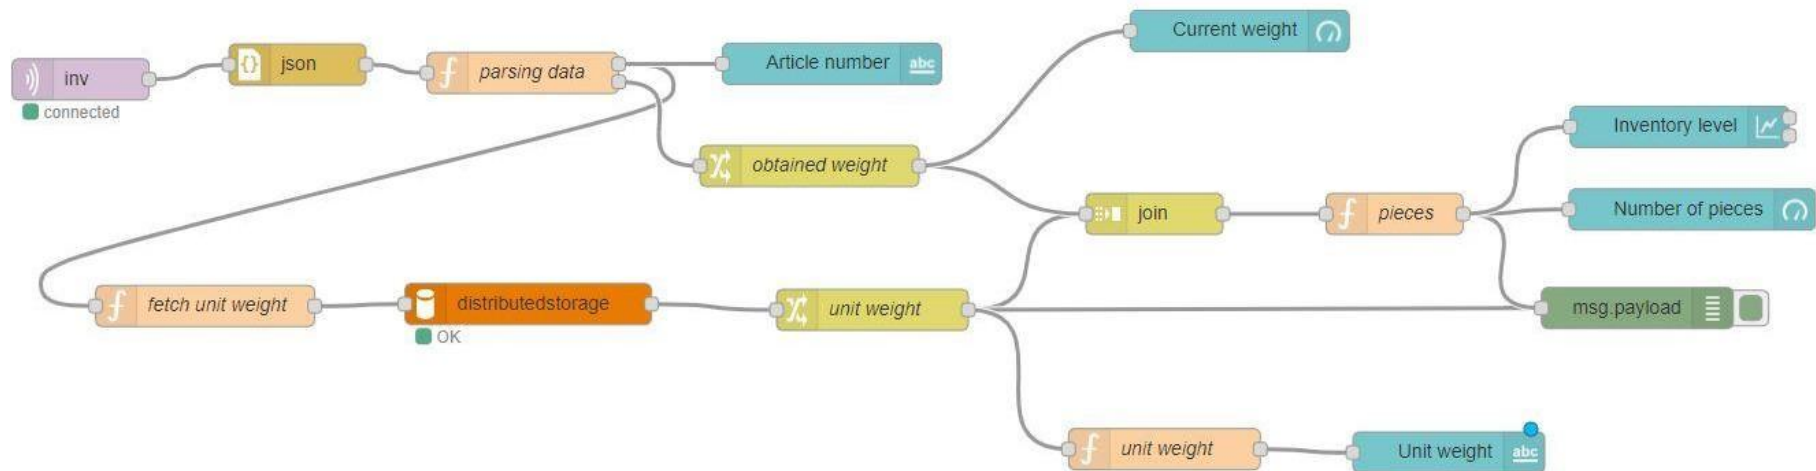 Current weight
json
Article number
abc
inv
parsing data
connected
Inventory level
obtained weight
join
pieces
Number of pieces
fetch unit weight
distributedstorage
unit weight
msg.payload
OK
unit weight
Unit weight
abc